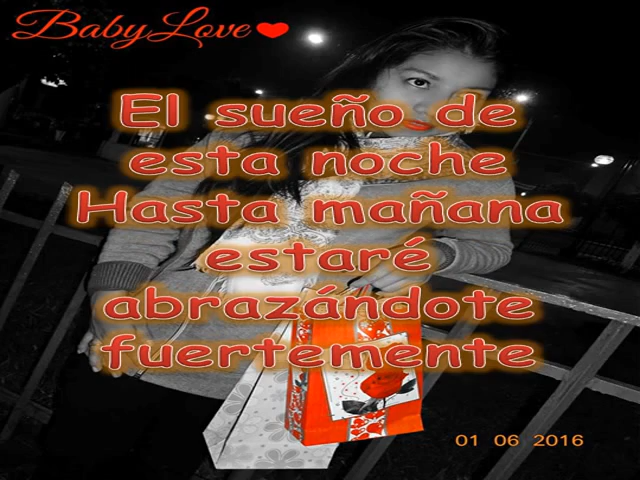 BabyLove
El sueño de
esta noche
Hasta mañana
estaré
abrazándote
fuertemente
01 06 2016